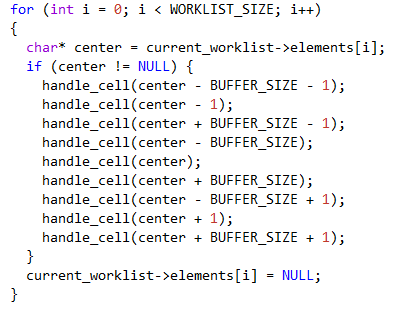 for (int i = 0; i < WORKLIST_SIZE; i++)
{
  char* center = current_worklist->elements[i];
  if (center != NULL) {
    handle_cell(center - BUFFER_SIZE - 1);
    handle_cell(center - 1);
    handle_cell(center + BUFFER_SIZE - 1);
    handle_cell(center - BUFFER_SIZE);
    handle_cell(center);
    handle_cell(center + BUFFER_SIZE);
    handle_cell(center - BUFFER_SIZE + 1);
    handle_cell(center + 1);
    handle_cell(center + BUFFER_SIZE + 1);
  }
  current_worklist->elements[i] = NULL;
}